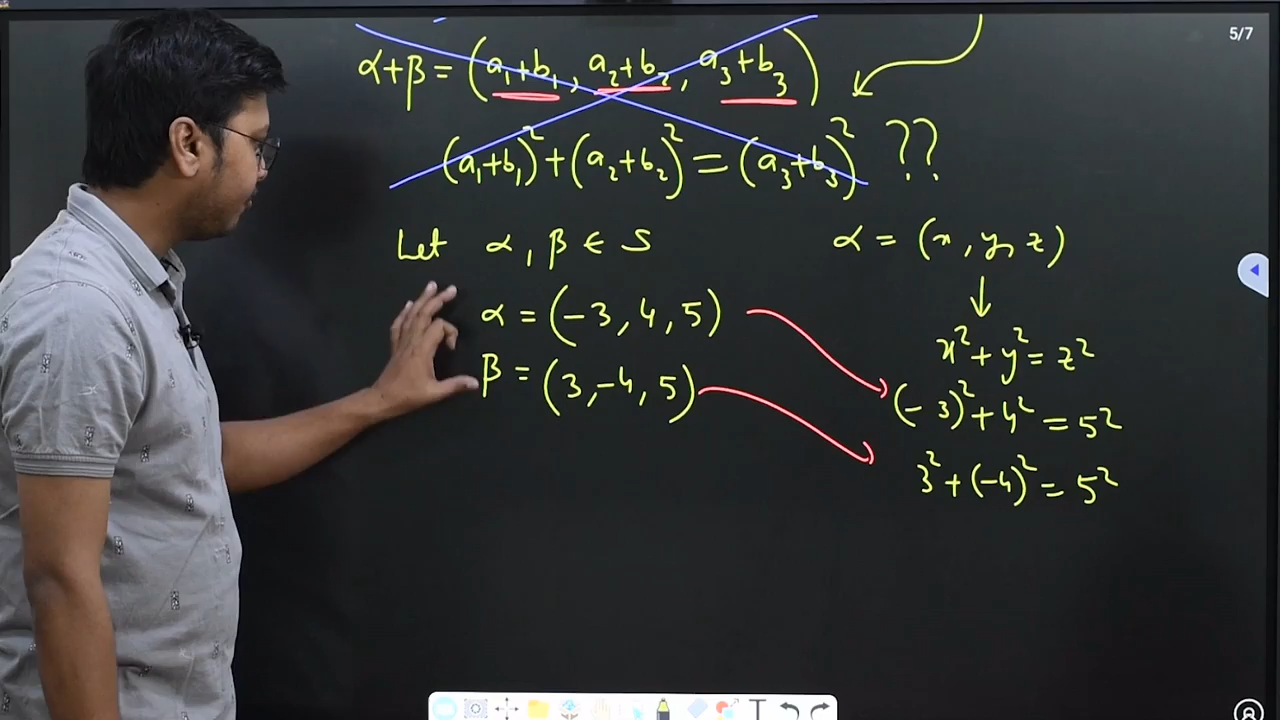 5/7
α+β = (a₁+b₁, a₂+b₂, a₃+b₃)
(a₁+b₁)²+(a₂+b₂)² = (a₃+b₃)² ??
Let α, β ∈ S
α = (x, y, z)
α = (-3, 4, 5)
β = (3, -4, 5)
x²+y²=z²
(-3)²+4² = 5²
3²+(-4)² = 5²
T